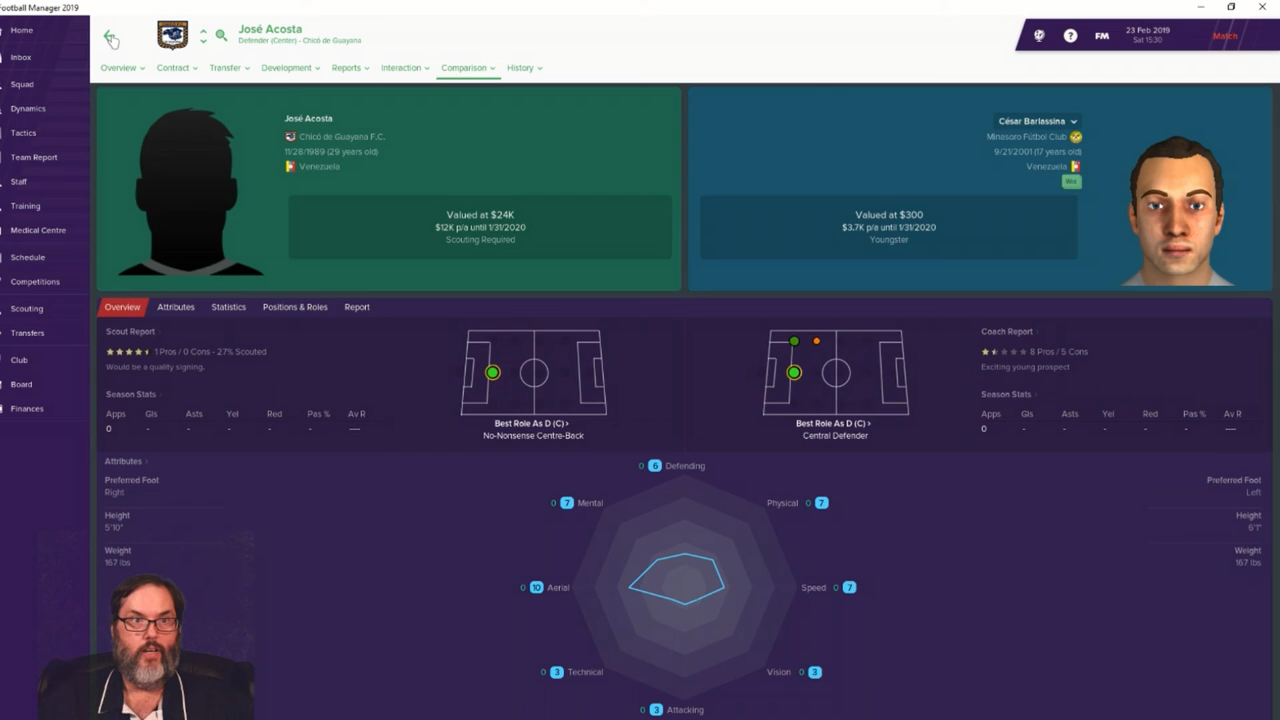 Football Manager 2019
Home
Inbox
Squad
Dynamics
Tactics
Team Report
Staff
Training
Medical Centre
Schedule
Competitions
Scouting
Transfers
Club
Board
Finances
José Acosta
Defender (Center) - Chicó de Guayana
FM
23 Feb 2019
Sat 15:30
Match
Overview Contract Transfer Development Reports Interaction Comparison History
José Acosta
Chicó de Guayana F.C.
11/28/1989 (29 years old)
Venezuela
Valued at $24K
$12K p/a until 1/31/2020
Scouting Required
César Barlassina
Minasoro Fútbol Club
9/21/2001 (17 years old)
Venezuela
Wnt
Valued at $300
$3.7K p/a until 1/31/2020
Youngster
Overview Attributes Statistics Positions & Roles Report
Scout Report
1 Pros / 0 Cons - 27% Scouted
Would be a quality signing.
Season Stats
Apps Gls Asts Yel Red Pas % Av R
0 - - - - - ---
Best Role As D (C)
No-Nonsense Centre-Back
Best Role As D (C)
Central Defender
Coach Report
8 Pros / 5 Cons
Exciting young prospect
Season Stats
Apps Gls Asts Yel Red Pas % Av R
0 - - - - - ---
Attributes
Preferred Foot
Right
Height
5'10"
Weight
167 lbs
0 6 Defending
0 7 Mental
Physical 0 7
0 10 Aerial
Speed 0 7
0 3 Technical
Vision 0 3
0 3 Attacking
Preferred Foot
Left
Height
6'1"
Weight
167 lbs